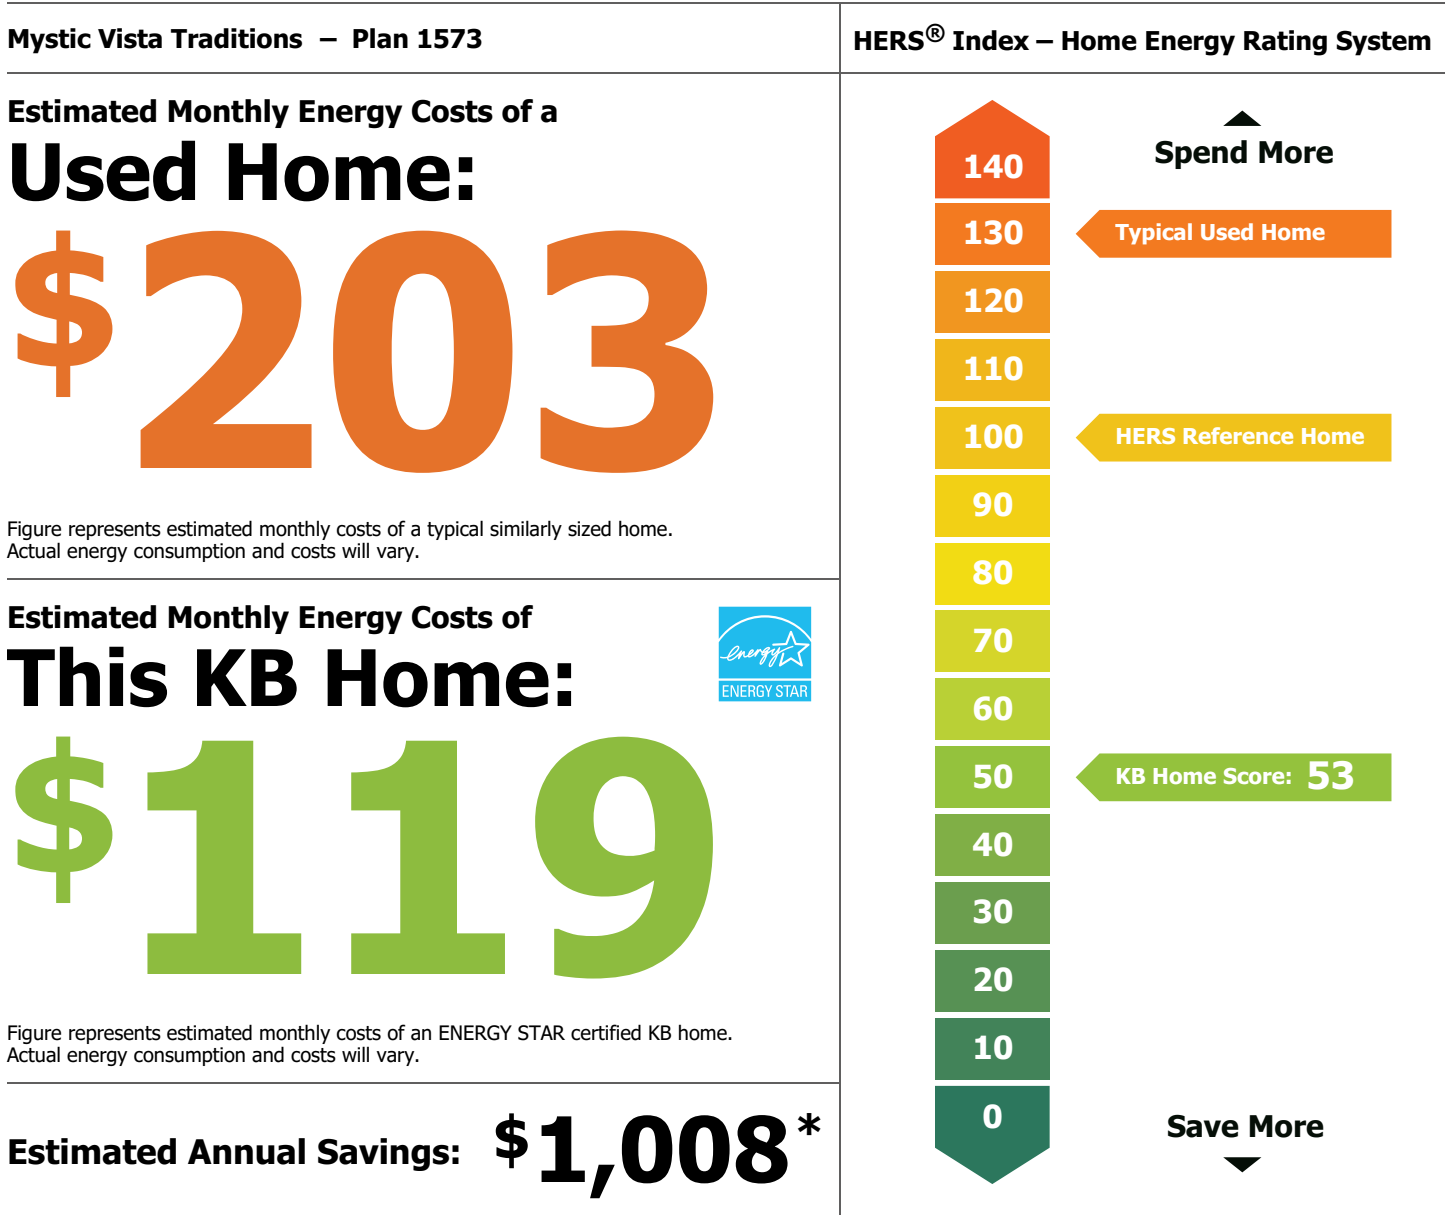 Mystic Vista Traditions – Plan 1573
Estimated Monthly Energy Costs of a
Used Home:
$203
Figure represents estimated monthly costs of a typical similarly sized home.
Actual energy consumption and costs will vary.
Estimated Monthly Energy Costs of
This KB Home:
energy
ENERGY STAR
$119
Figure represents estimated monthly costs of an ENERGY STAR certified KB home.
Actual energy consumption and costs will vary.
Estimated Annual Savings: $1,008*
HERS® Index – Home Energy Rating System
Spend More
140
130 Typical Used Home
120
110
100 HERS Reference Home
90
80
70
60
50 KB Home Score: 53
40
30
20
10
0
Save More